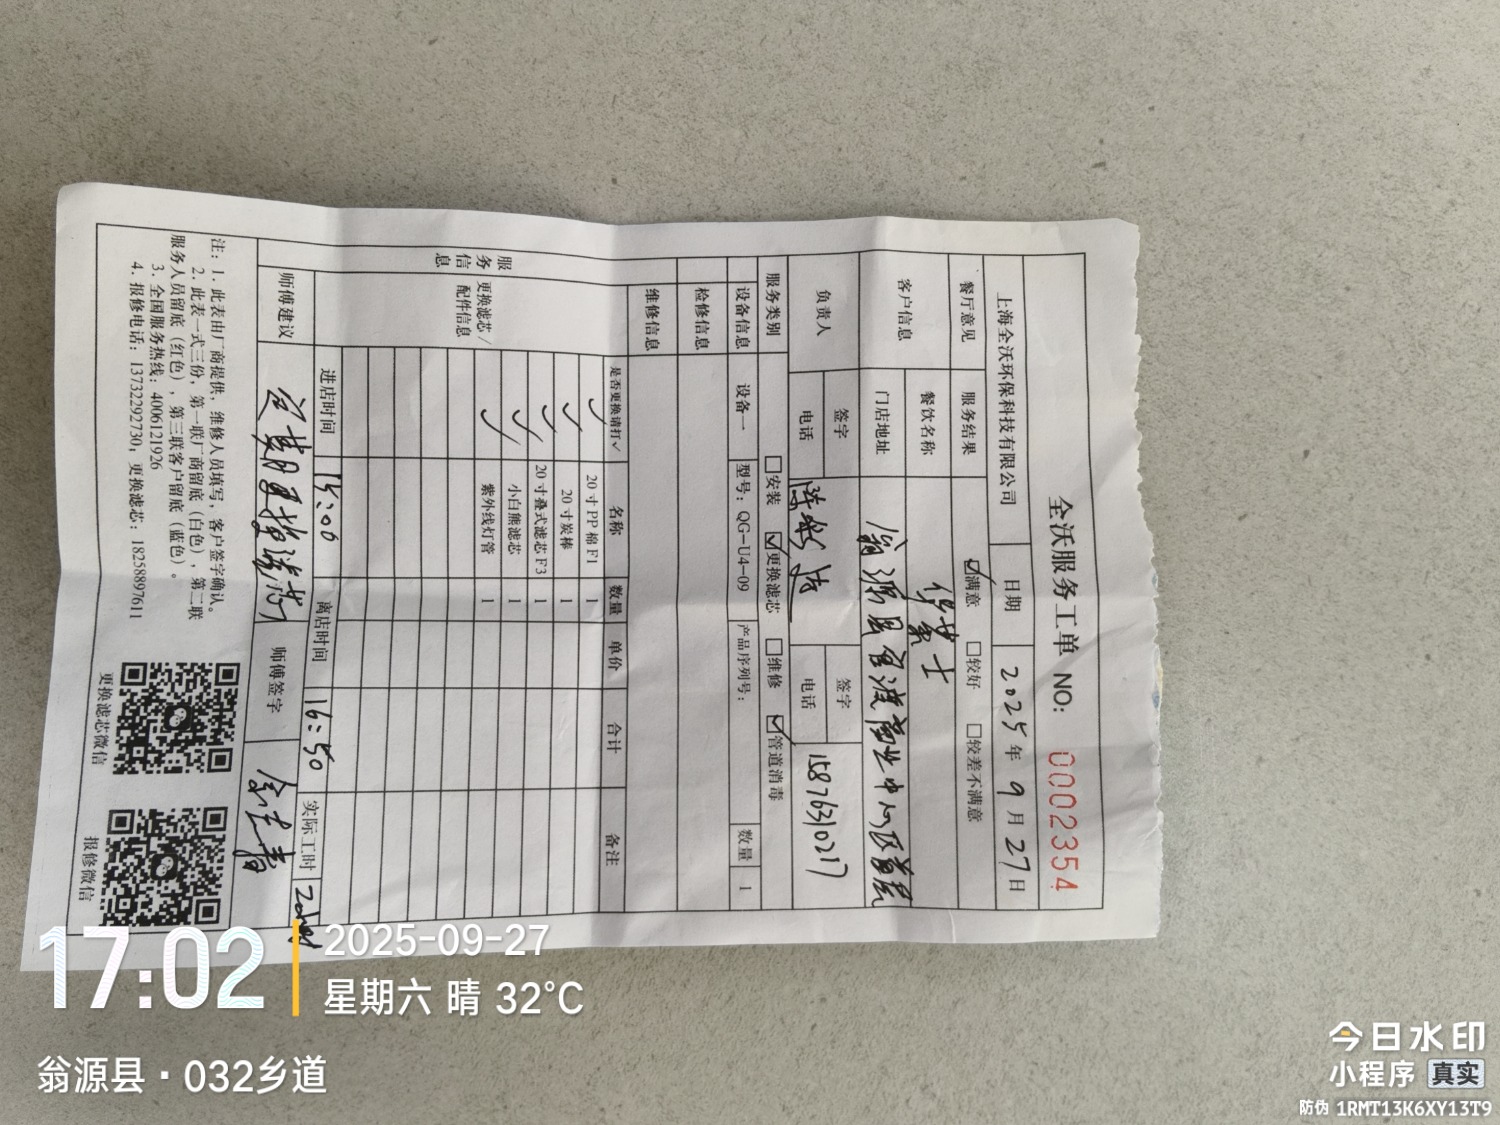 全沃服务工单 NO: 0002354
上海全沃环保科技有限公司 日期 2025年9月27日
餐厅意见 服务结果 ☑满意 □较好 □较差不满意
客户信息 餐饮名称 士
门店地址 翁源县 商业中心区首层
负责人 签字 签字
电话 电话 15876310217
服务类别 □安装 ☑更换滤芯 □维修 ☑管道消毒
设备信息 设备一 型号：QG-U4-09 产品序列号： 数量 1
检修信息
维修信息
服务信息 更换滤芯/配件信息
是否更换请打✓ 名称 数量 单价 合计 备注
✓ 20寸PP棉F1 1
✓ 20寸炭棒 1
✓ 20寸叠式滤芯F3 1
✓ 小白熊滤芯 1
✓ 紫外线灯管 1
进店时间 离店时间 16:50 实际工时
师傅建议 定期更换滤芯 师傅签字
注：1. 此表由厂商提供，维修人员填写，客户签字确认。
2. 此表一式三份，第一联厂商留底（白色），第二联
服务人员留底（红色），第三联客户留底（蓝色）。
3. 全国服务热线：4006121926
4. 报修电话：13732292730，更换滤芯：18258897611
更换滤芯微信
报修微信
17:02
2025-09-27
星期六 晴 32°C
翁源县·032乡道
今日水印
小程序 真实
防伪 1RMT13K6XY13T9